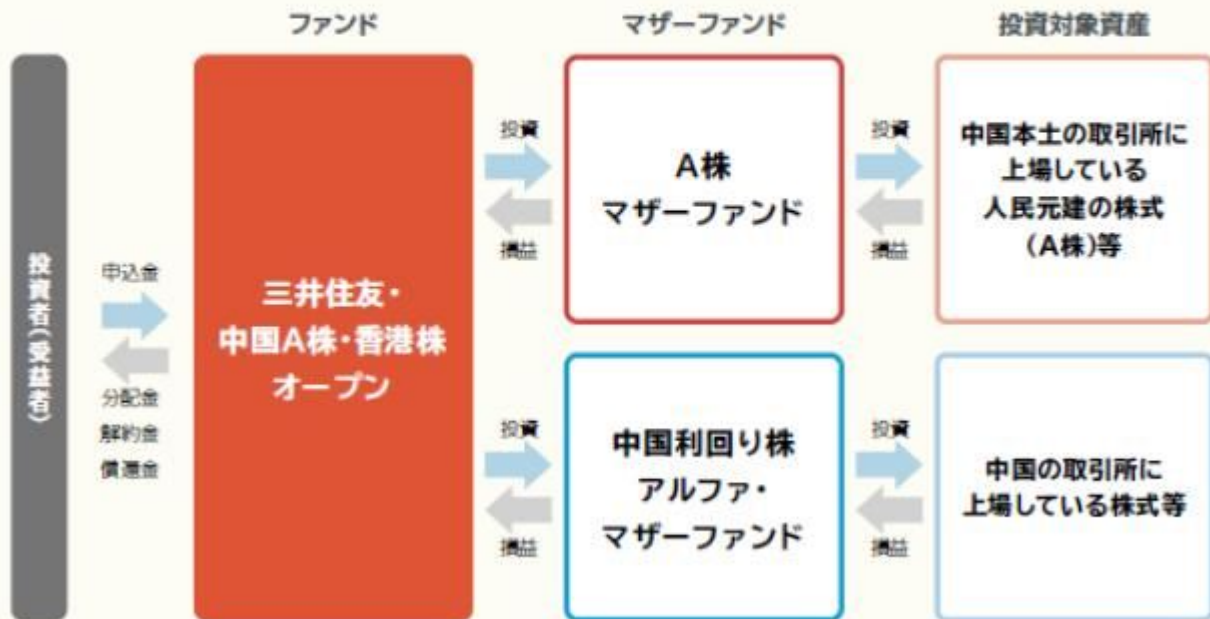 ファンド
マザーファンド
投資対象資産
投資者(受益者)
申込金
分配金
解約金
償還金
三井住友・
中国A株・香港株
オープン
投資
損益
A株
マザーファンド
投資
損益
中国本土の取引所に
上場している
人民元建の株式
(A株)等
投資
損益
中国利回り株
アルファ・
マザーファンド
投資
損益
中国の取引所に
上場している株式等